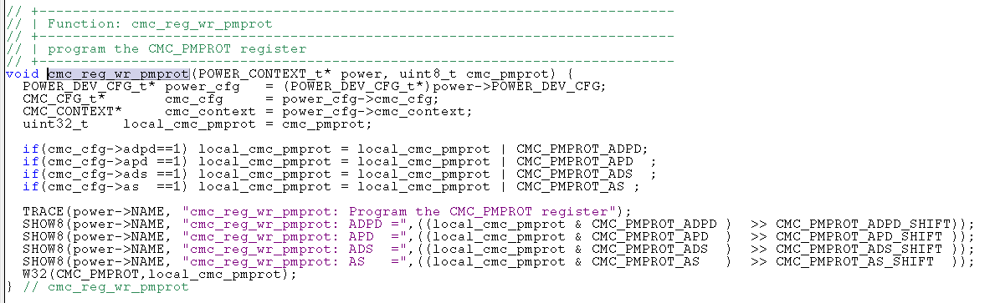 // +----------------------------------------------------------------------------
// | Function: cmc_reg_wr_pmprot
// +----------------------------------------------------------------------------
// | program the CMC_PMPROT register
// +----------------------------------------------------------------------------
void cmc_reg_wr_pmprot(POWER_CONTEXT_t* power, uint8_t cmc_pmprot) {
  POWER_DEV_CFG_t* power_cfg   = (POWER_DEV_CFG_t*)power->POWER_DEV_CFG;
  CMC_CFG_t*       cmc_cfg     = power_cfg->cmc_cfg;
  CMC_CONTEXT*     cmc_context = power_cfg->cmc_context;
  uint32_t    local_cmc_pmprot = cmc_pmprot;

  if(cmc_cfg->adpd==1) local_cmc_pmprot = local_cmc_pmprot | CMC_PMPROT_ADPD;
  if(cmc_cfg->apd ==1) local_cmc_pmprot = local_cmc_pmprot | CMC_PMPROT_APD  ;
  if(cmc_cfg->ads ==1) local_cmc_pmprot = local_cmc_pmprot | CMC_PMPROT_ADS  ;
  if(cmc_cfg->as  ==1) local_cmc_pmprot = local_cmc_pmprot | CMC_PMPROT_AS ;

  TRACE(power->NAME, "cmc_reg_wr_pmprot: Program the CMC_PMPROT register");
  SHOW8(power->NAME, "cmc_reg_wr_pmprot: ADPD =",((local_cmc_pmprot & CMC_PMPROT_ADPD )  >> CMC_PMPROT_ADPD_SHIFT));
  SHOW8(power->NAME, "cmc_reg_wr_pmprot: APD  =",((local_cmc_pmprot & CMC_PMPROT_APD  )  >> CMC_PMPROT_APD_SHIFT ));
  SHOW8(power->NAME, "cmc_reg_wr_pmprot: ADS  =",((local_cmc_pmprot & CMC_PMPROT_ADS  )  >> CMC_PMPROT_ADS_SHIFT ));
  SHOW8(power->NAME, "cmc_reg_wr_pmprot: AS   =",((local_cmc_pmprot & CMC_PMPROT_AS   )  >> CMC_PMPROT_AS_SHIFT  ));
  W32(CMC_PMPROT,local_cmc_pmprot);
} // cmc_reg_wr_pmprot